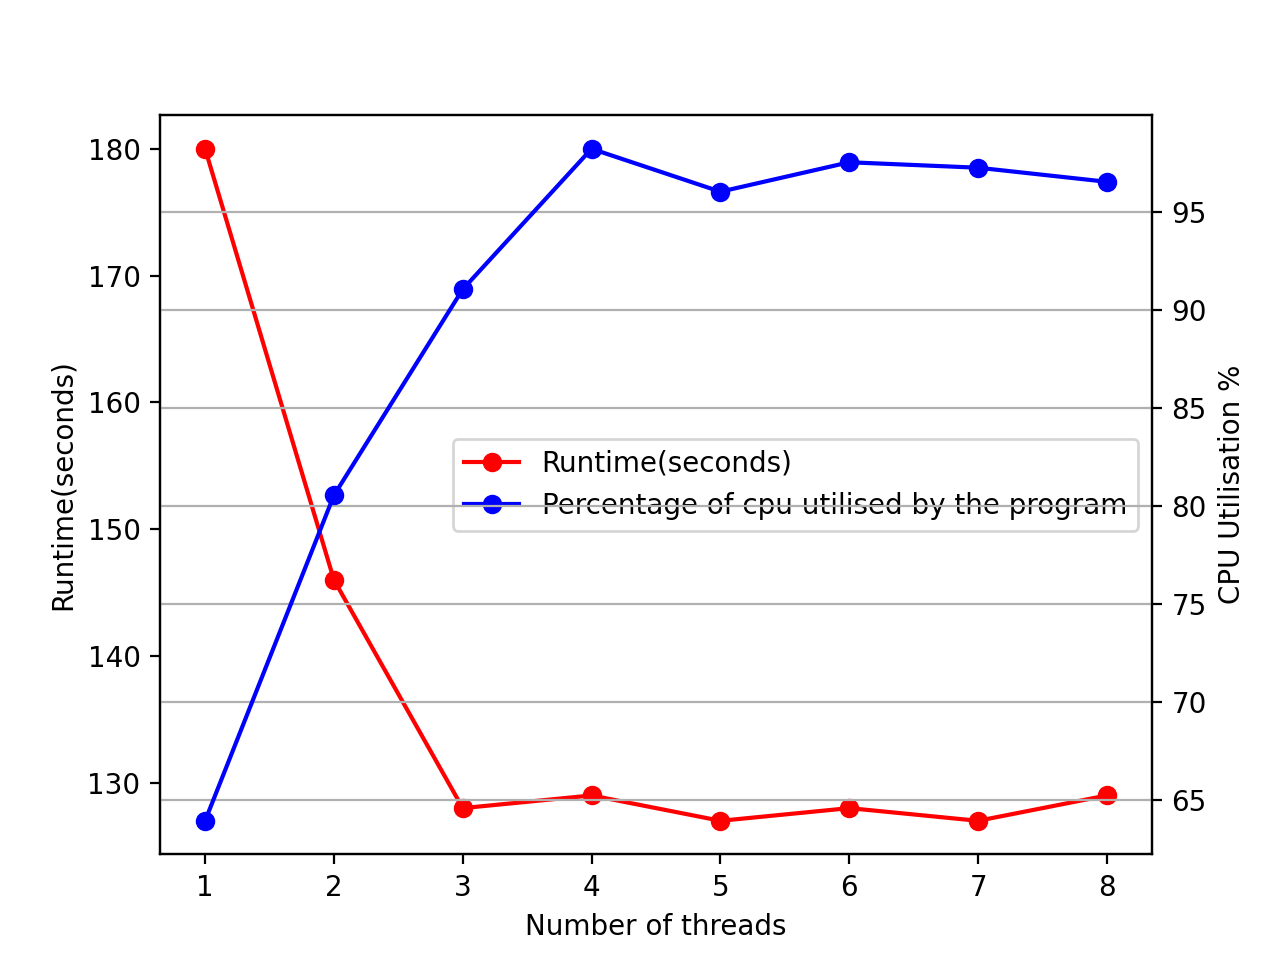 180
170
160
150
140
130
Runtime(seconds)
95
90
85
80
75
70
65
CPU Utilisation %
Runtime(seconds)
Percentage of cpu utilised by the program
1 2 3 4 5 6 7 8
Number of threads